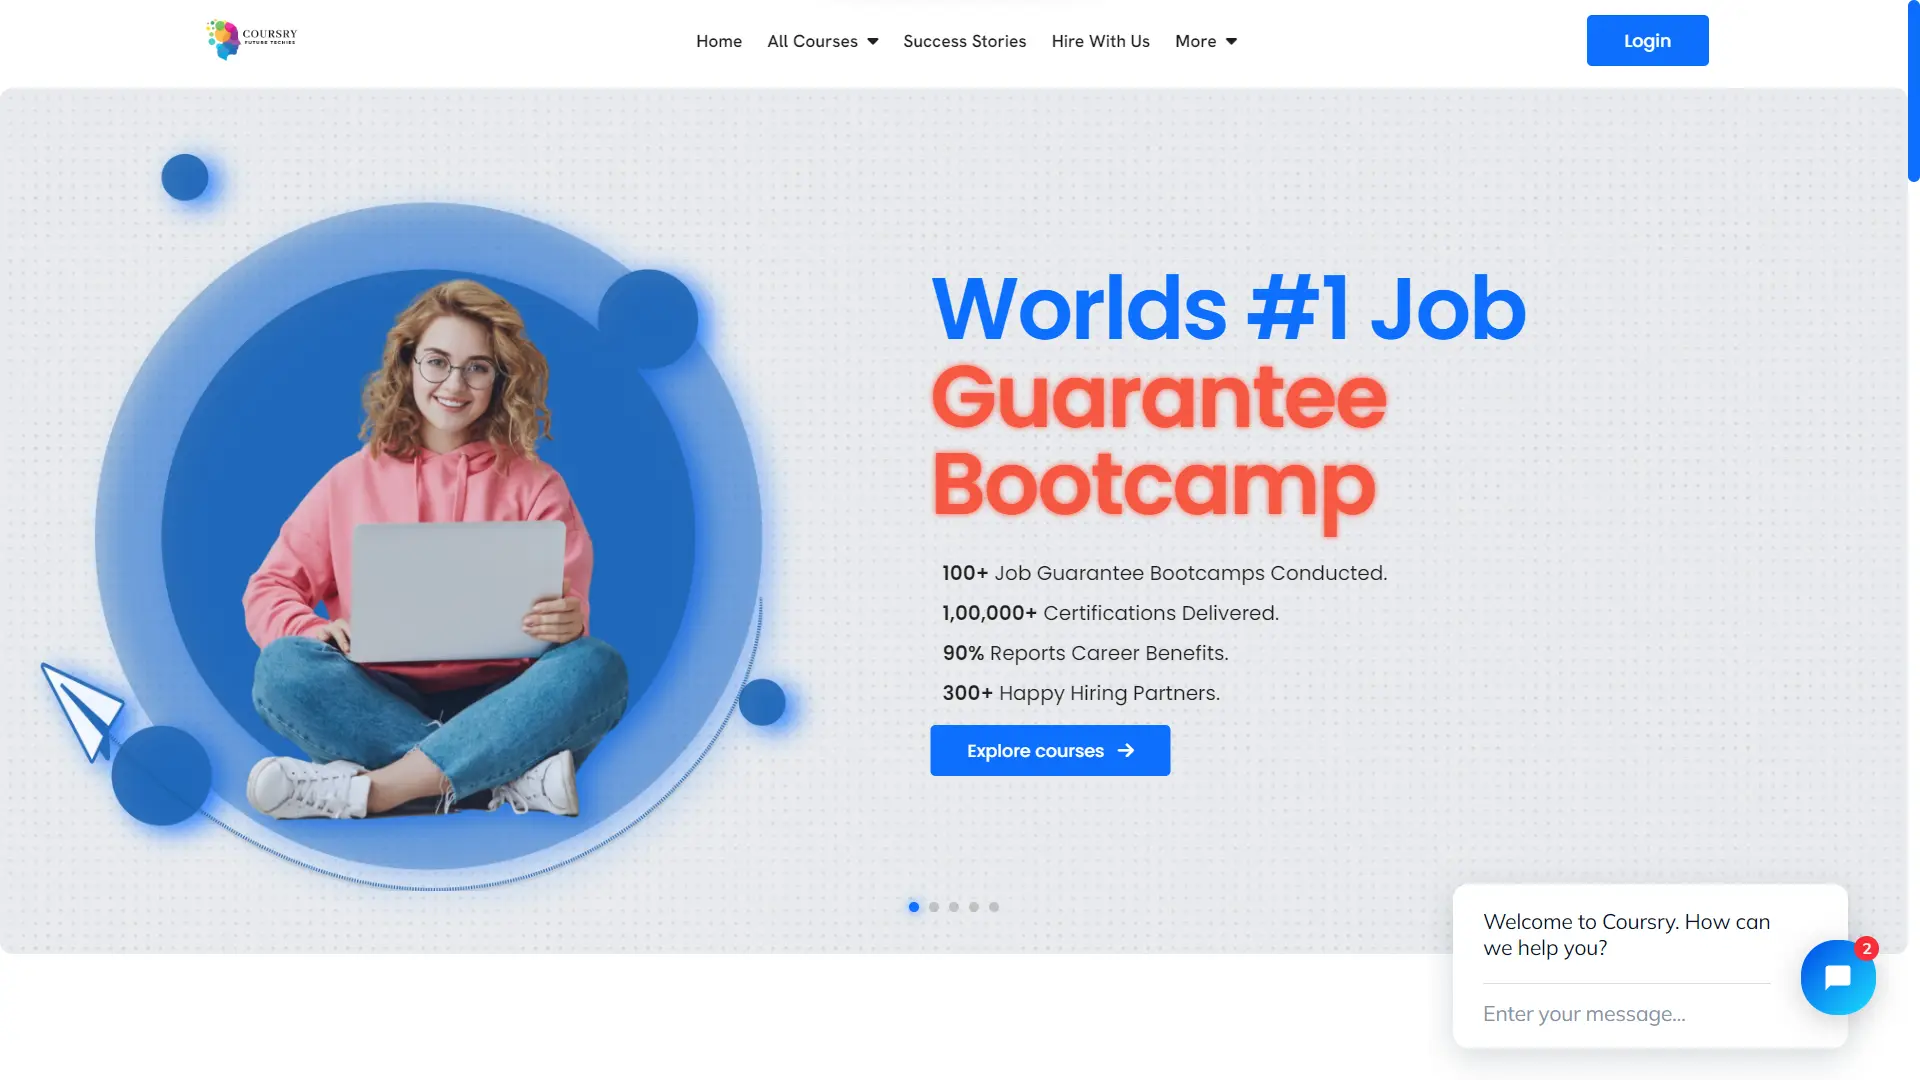 COURSRY
FUTURE TECHIES
Home
All Courses
Success Stories
Hire With Us
More
Login
Worlds #1 Job
Guarantee
Bootcamp
100+ Job Guarantee Bootcamps Conducted.
1,00,000+ Certifications Delivered.
90% Reports Career Benefits.
300+ Happy Hiring Partners.
Explore courses
Welcome to Coursry. How can
we help you?
2
Enter your message...